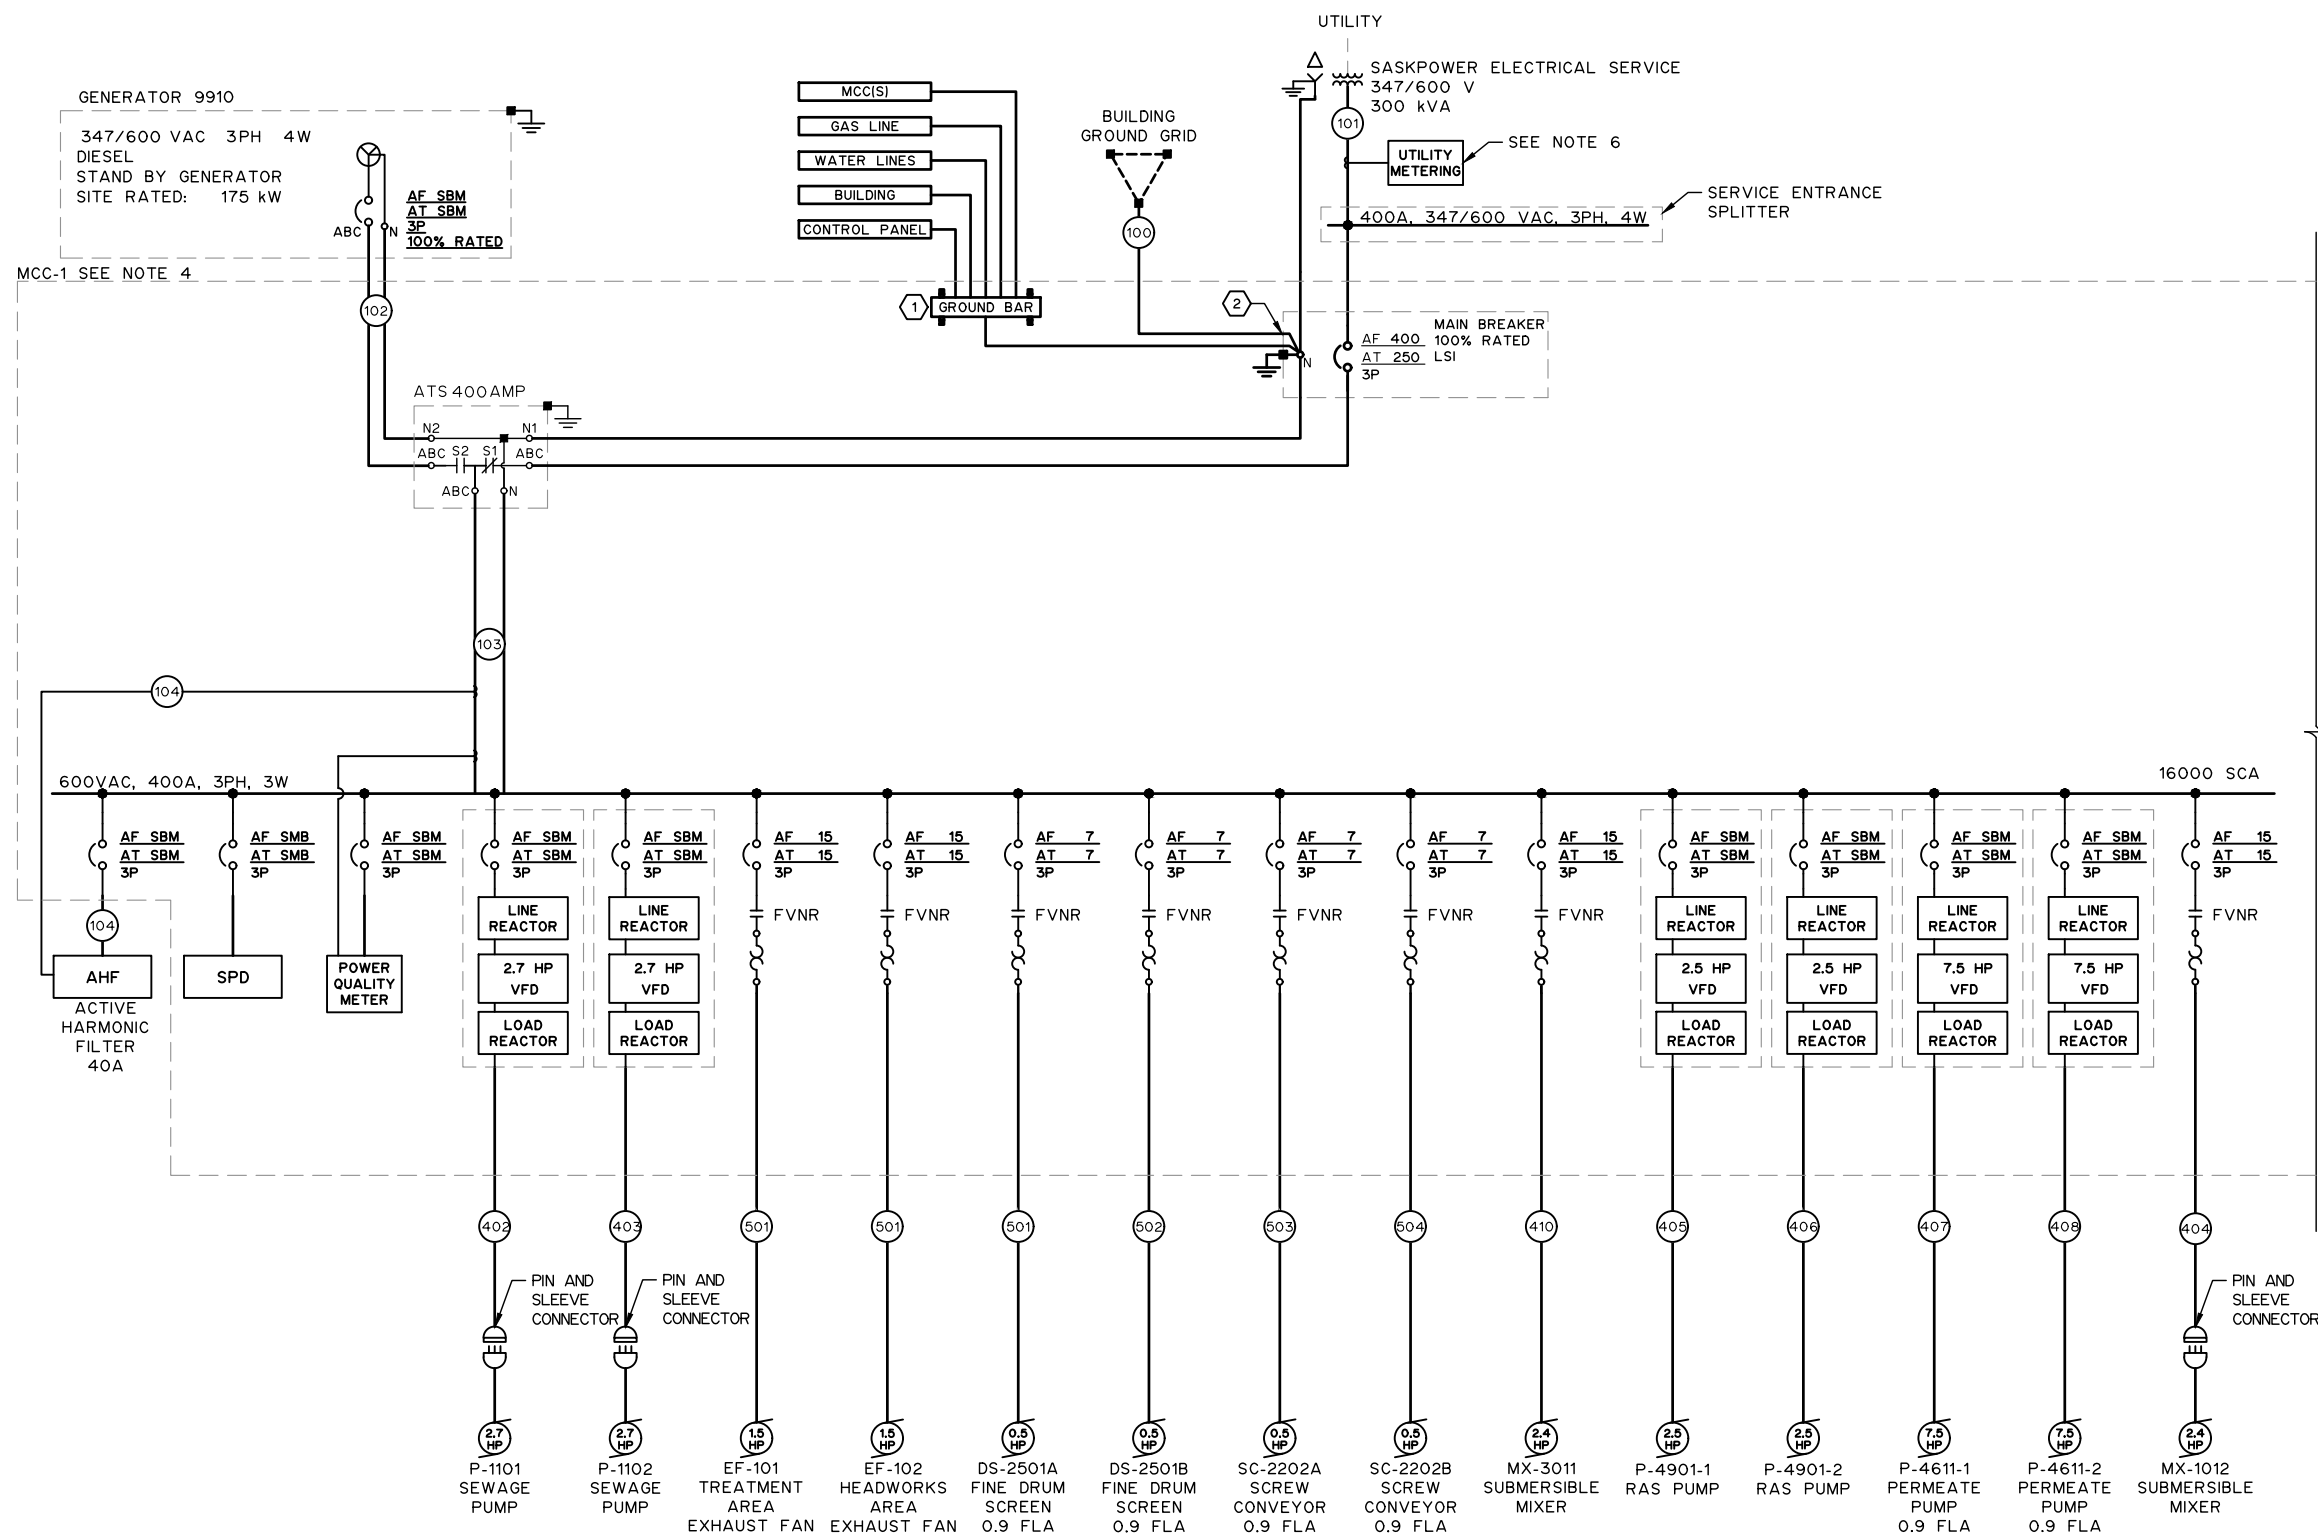 UTILITY
SASKPOWER ELECTRICAL SERVICE
347/600 V
300 kVA
101
UTILITY
METERING
SEE NOTE 6
SERVICE ENTRANCE
SPLITTER
400A, 347/600 VAC, 3PH, 4W
GENERATOR 9910
347/600 VAC 3PH 4W
DIESEL
STAND BY GENERATOR
SITE RATED: 175 kW
AF SBM
AT SBM
3P
100% RATED
ABC
N
MCC(S)
GAS LINE
WATER LINES
BUILDING
CONTROL PANEL
BUILDING
GROUND GRID
100
MCC-1 SEE NOTE 4
102
1
GROUND BAR
2
MAIN BREAKER
AF 400 100% RATED
AT 250 LSI
3P
N
ATS 400AMP
N2
N1
ABC
S2
S1
ABC
ABC
N
103
104
600VAC, 400A, 3PH, 3W
16000 SCA
AF SBM
AT SBM
3P
AF SMB
AT SMB
3P
AF SBM
AT SBM
3P
AF SBM
AT SBM
AF SBM
AT SBM
AF 15
AT 15
3P
AF 15
AT 15
3P
AF 7
AT 7
3P
AF 7
AT 7
3P
AF 7
AT 7
3P
AF 7
AT 7
3P
AF 15
AT 15
3P
AF SBM
AT SBM
3P
AF SBM
AT SBM
3P
AF SBM
AT SBM
3P
AF SBM
AT SBM
3P
AF 15
AT 15
3P
3P
3P
104
AHF
ACTIVE
HARMONIC
FILTER
40A
SPD
POWER
QUALITY
METER
LINE
REACTOR
2.7 HP
VFD
LOAD
REACTOR
LINE
REACTOR
2.7 HP
VFD
LOAD
REACTOR
FVNR
FVNR
FVNR
FVNR
FVNR
FVNR
FVNR
LINE
REACTOR
2.5 HP
VFD
LOAD
REACTOR
LINE
REACTOR
2.5 HP
VFD
LOAD
REACTOR
LINE
REACTOR
7.5 HP
VFD
LOAD
REACTOR
LINE
REACTOR
7.5 HP
VFD
LOAD
REACTOR
FVNR
402
403
501
501
501
502
503
504
410
405
406
407
408
404
PIN AND
SLEEVE
CONNECTOR
PIN AND
SLEEVE
CONNECTOR
PIN AND
SLEEVE
CONNECTOR
2.7
HP
P-1101
SEWAGE
PUMP
2.7
HP
P-1102
SEWAGE
PUMP
1.5
HP
EF-101
TREATMENT
AREA
EXHAUST FAN
1.5
HP
EF-102
HEADWORKS
AREA
EXHAUST FAN
0.5
HP
DS-2501A
FINE DRUM
SCREEN
0.9 FLA
0.5
HP
DS-2501B
FINE DRUM
SCREEN
0.9 FLA
0.5
HP
SC-2202A
SCREW
CONVEYOR
0.9 FLA
0.5
HP
SC-2202B
SCREW
CONVEYOR
0.9 FLA
2.4
HP
MX-3011
SUBMERSIBLE
MIXER
2.5
HP
P-4901-1
RAS PUMP
2.5
HP
P-4901-2
RAS PUMP
7.5
HP
P-4611-1
PERMEATE
PUMP
0.9 FLA
7.5
HP
P-4611-2
PERMEATE
PUMP
0.9 FLA
2.4
HP
MX-1012
SUBMERSIBLE
MIXER